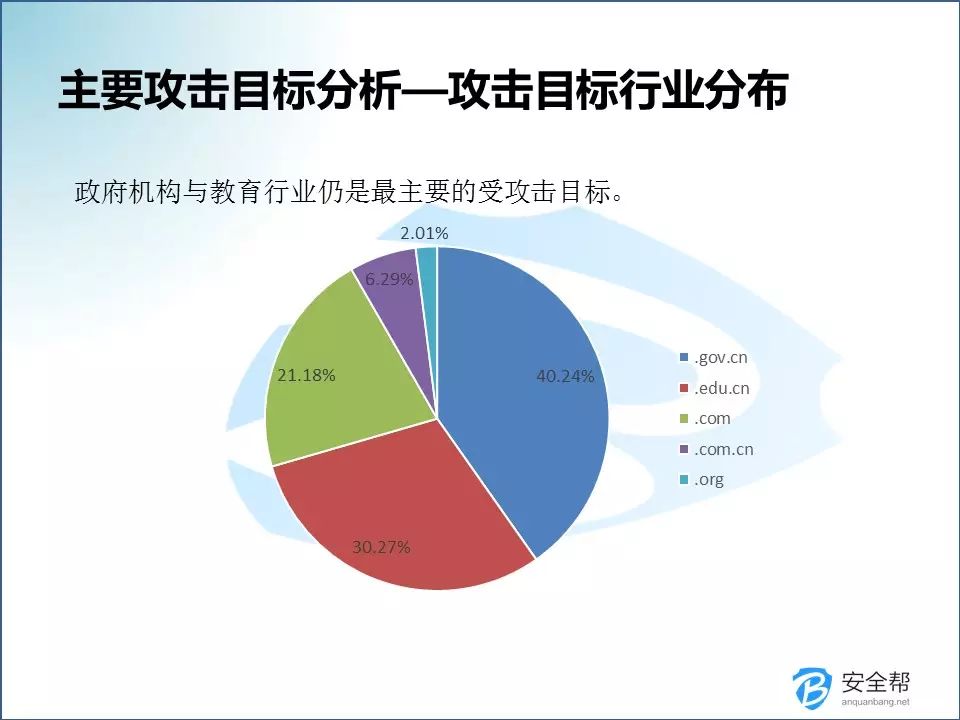 主要攻击目标分析—攻击目标行业分布
政府机构与教育行业仍是最主要的受攻击目标。
2.01%
6.29%
21.18%
40.24%
30.27%
.gov.cn
.edu.cn
.com
.com.cn
.org
安全帮
anquanbang.net